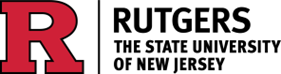 R
RUTGERS
THE STATE UNIVERSITY
OF NEW JERSEY